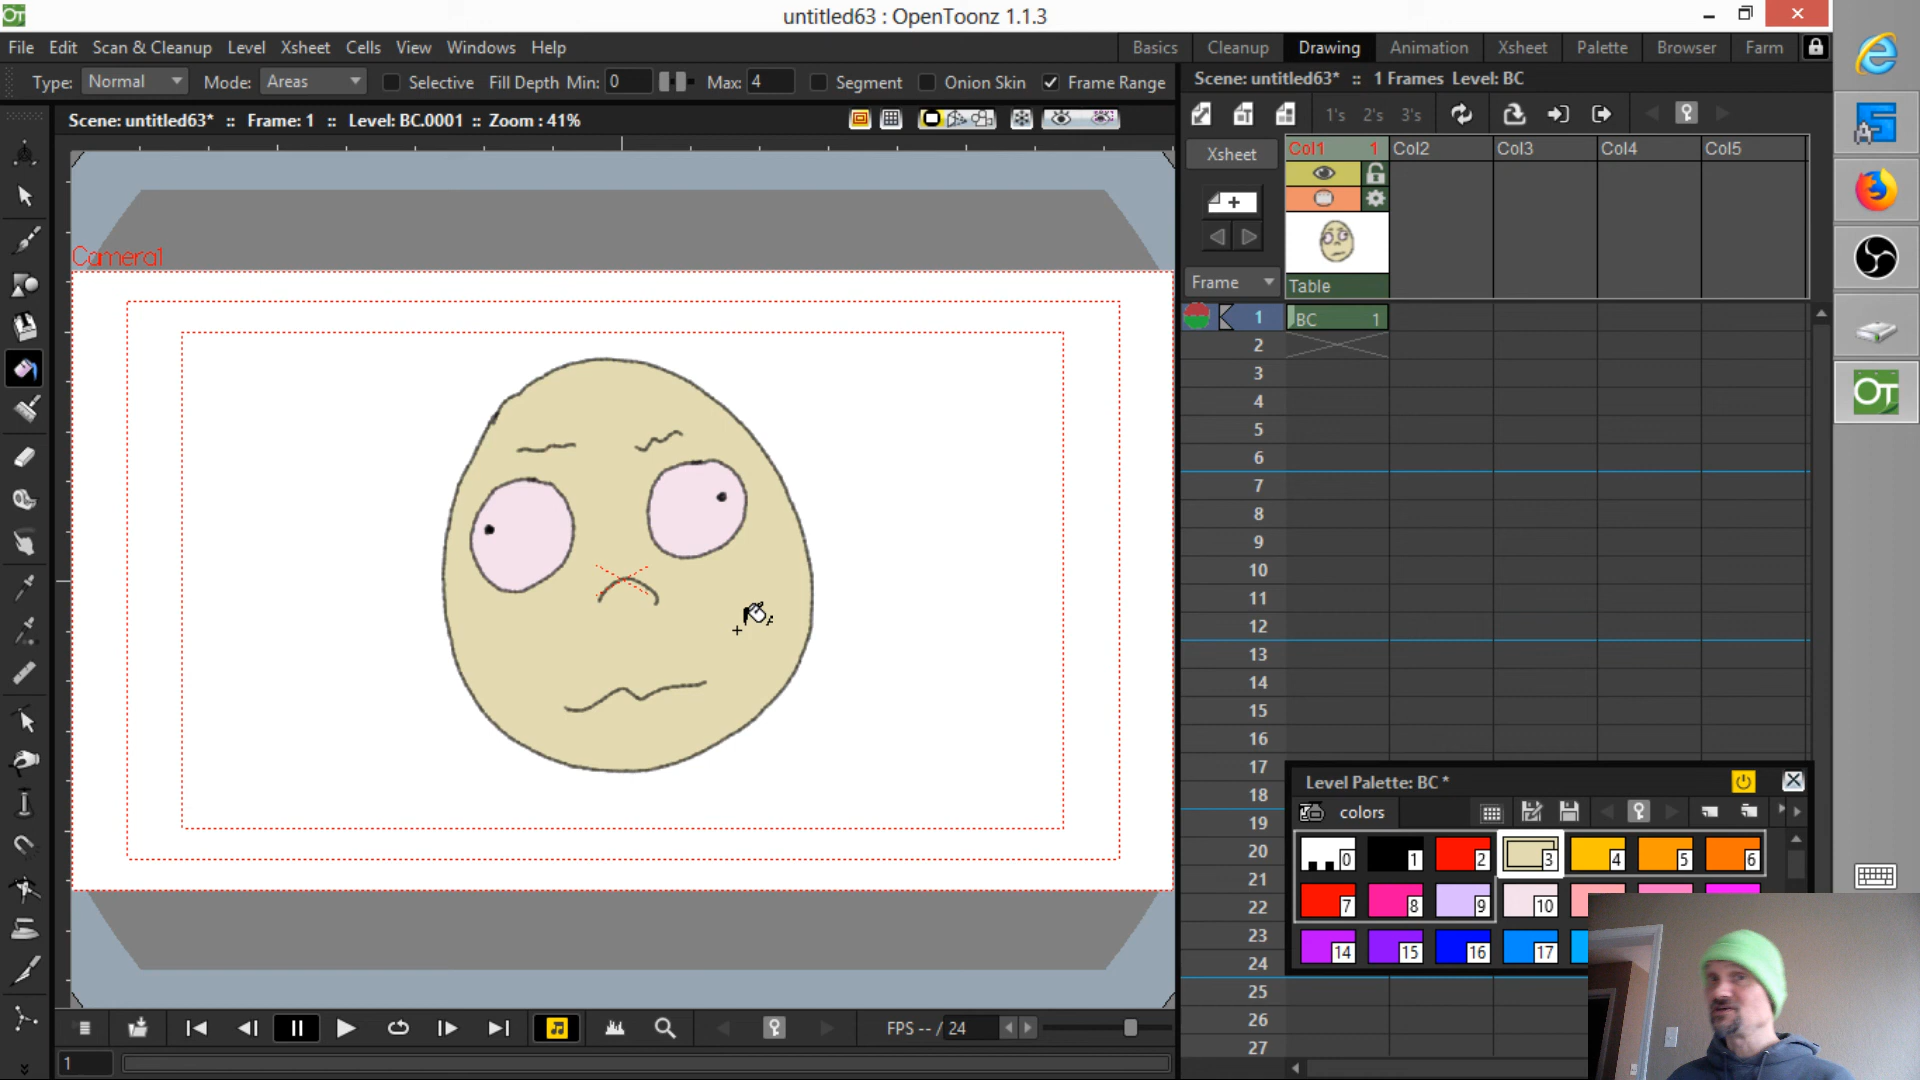 untitled63 : OpenToonz 1.1.3
File Edit Scan & Cleanup Level Xsheet Cells View Windows Help
Basics Cleanup Drawing Animation Xsheet Palette Browser Farm
Type: Normal Mode: Areas Selective Fill Depth Min: 0 Max: 4 Segment Onion Skin Frame Range
Scene: untitled63* :: 1 Frames Level: BC
Scene: untitled63* :: Frame: 1 :: Level: BC.0001 :: Zoom : 41%
1's 2's 3's
Xsheet
Col1 1 Col2 Col3 Col4 Col5
Camera1
Frame
Table
1 BC 1
2
3
4
5
6
7
8
9
10
11
12
13
14
15
16
17
18
19
20
21
22
23
24
25
26
27
Level Palette: BC *
colors
0 1 2 3 4 5 6
7 8 9 10
14 15 16 17
FPS -- / 24
1
OT
OT